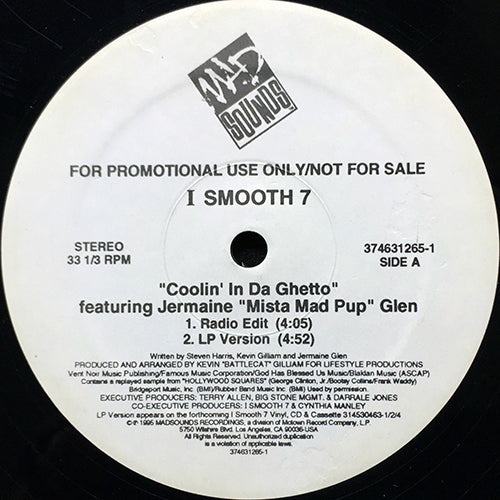 MAD
SOUNDS
FOR PROMOTIONAL USE ONLY/NOT FOR SALE
I SMOOTH 7
STEREO
33 1/3 RPM
374631265-1
SIDE A
"Coolin' In Da Ghetto"
featuring Jermaine "Mista Mad Pup" Glen
1. Radio Edit (4:05)
2. LP Version (4:52)
Written by Steven Harris, Kevin Gilliam and Jermaine Glen
PRODUCED AND ARRANGED BY KEVIN "BATTLECAT" GILLIAM FOR LIFESTYLE PRODUCTIONS
Vent Noir Music Publishing/Famous Music Corporation/God Has Blessed Us Music/Blakdan Music (ASCAP)
Contains a replayed sample from "HOLLYWOOD SQUARES" (George Clinton, Jr./Bootsy Collins/Frank Waddy)
Bridgeport Music, Inc. (BMI)/Rubber Band Music Inc. (BMI) Used by permission.
EXECUTIVE PRODUCERS: TERRY ALLEN, BIG STONE MGMT. & DARRALE JONES
CO-EXECUTIVE PRODUCERS: I SMOOTH 7 & CYNTHIA MANLEY
LP Version appears on the forthcoming I Smooth 7 Vinyl, CD & Cassette 314530463-1/2/4
©℗ 1995 MADSOUNDS RECORDINGS, a division of Motown Record Company, L.P.
5750 Wilshire Blvd. Los Angeles, CA 90036-USA
All Rights Reserved. Unauthorized duplication
is a violation of applicable laws.
374631265-1